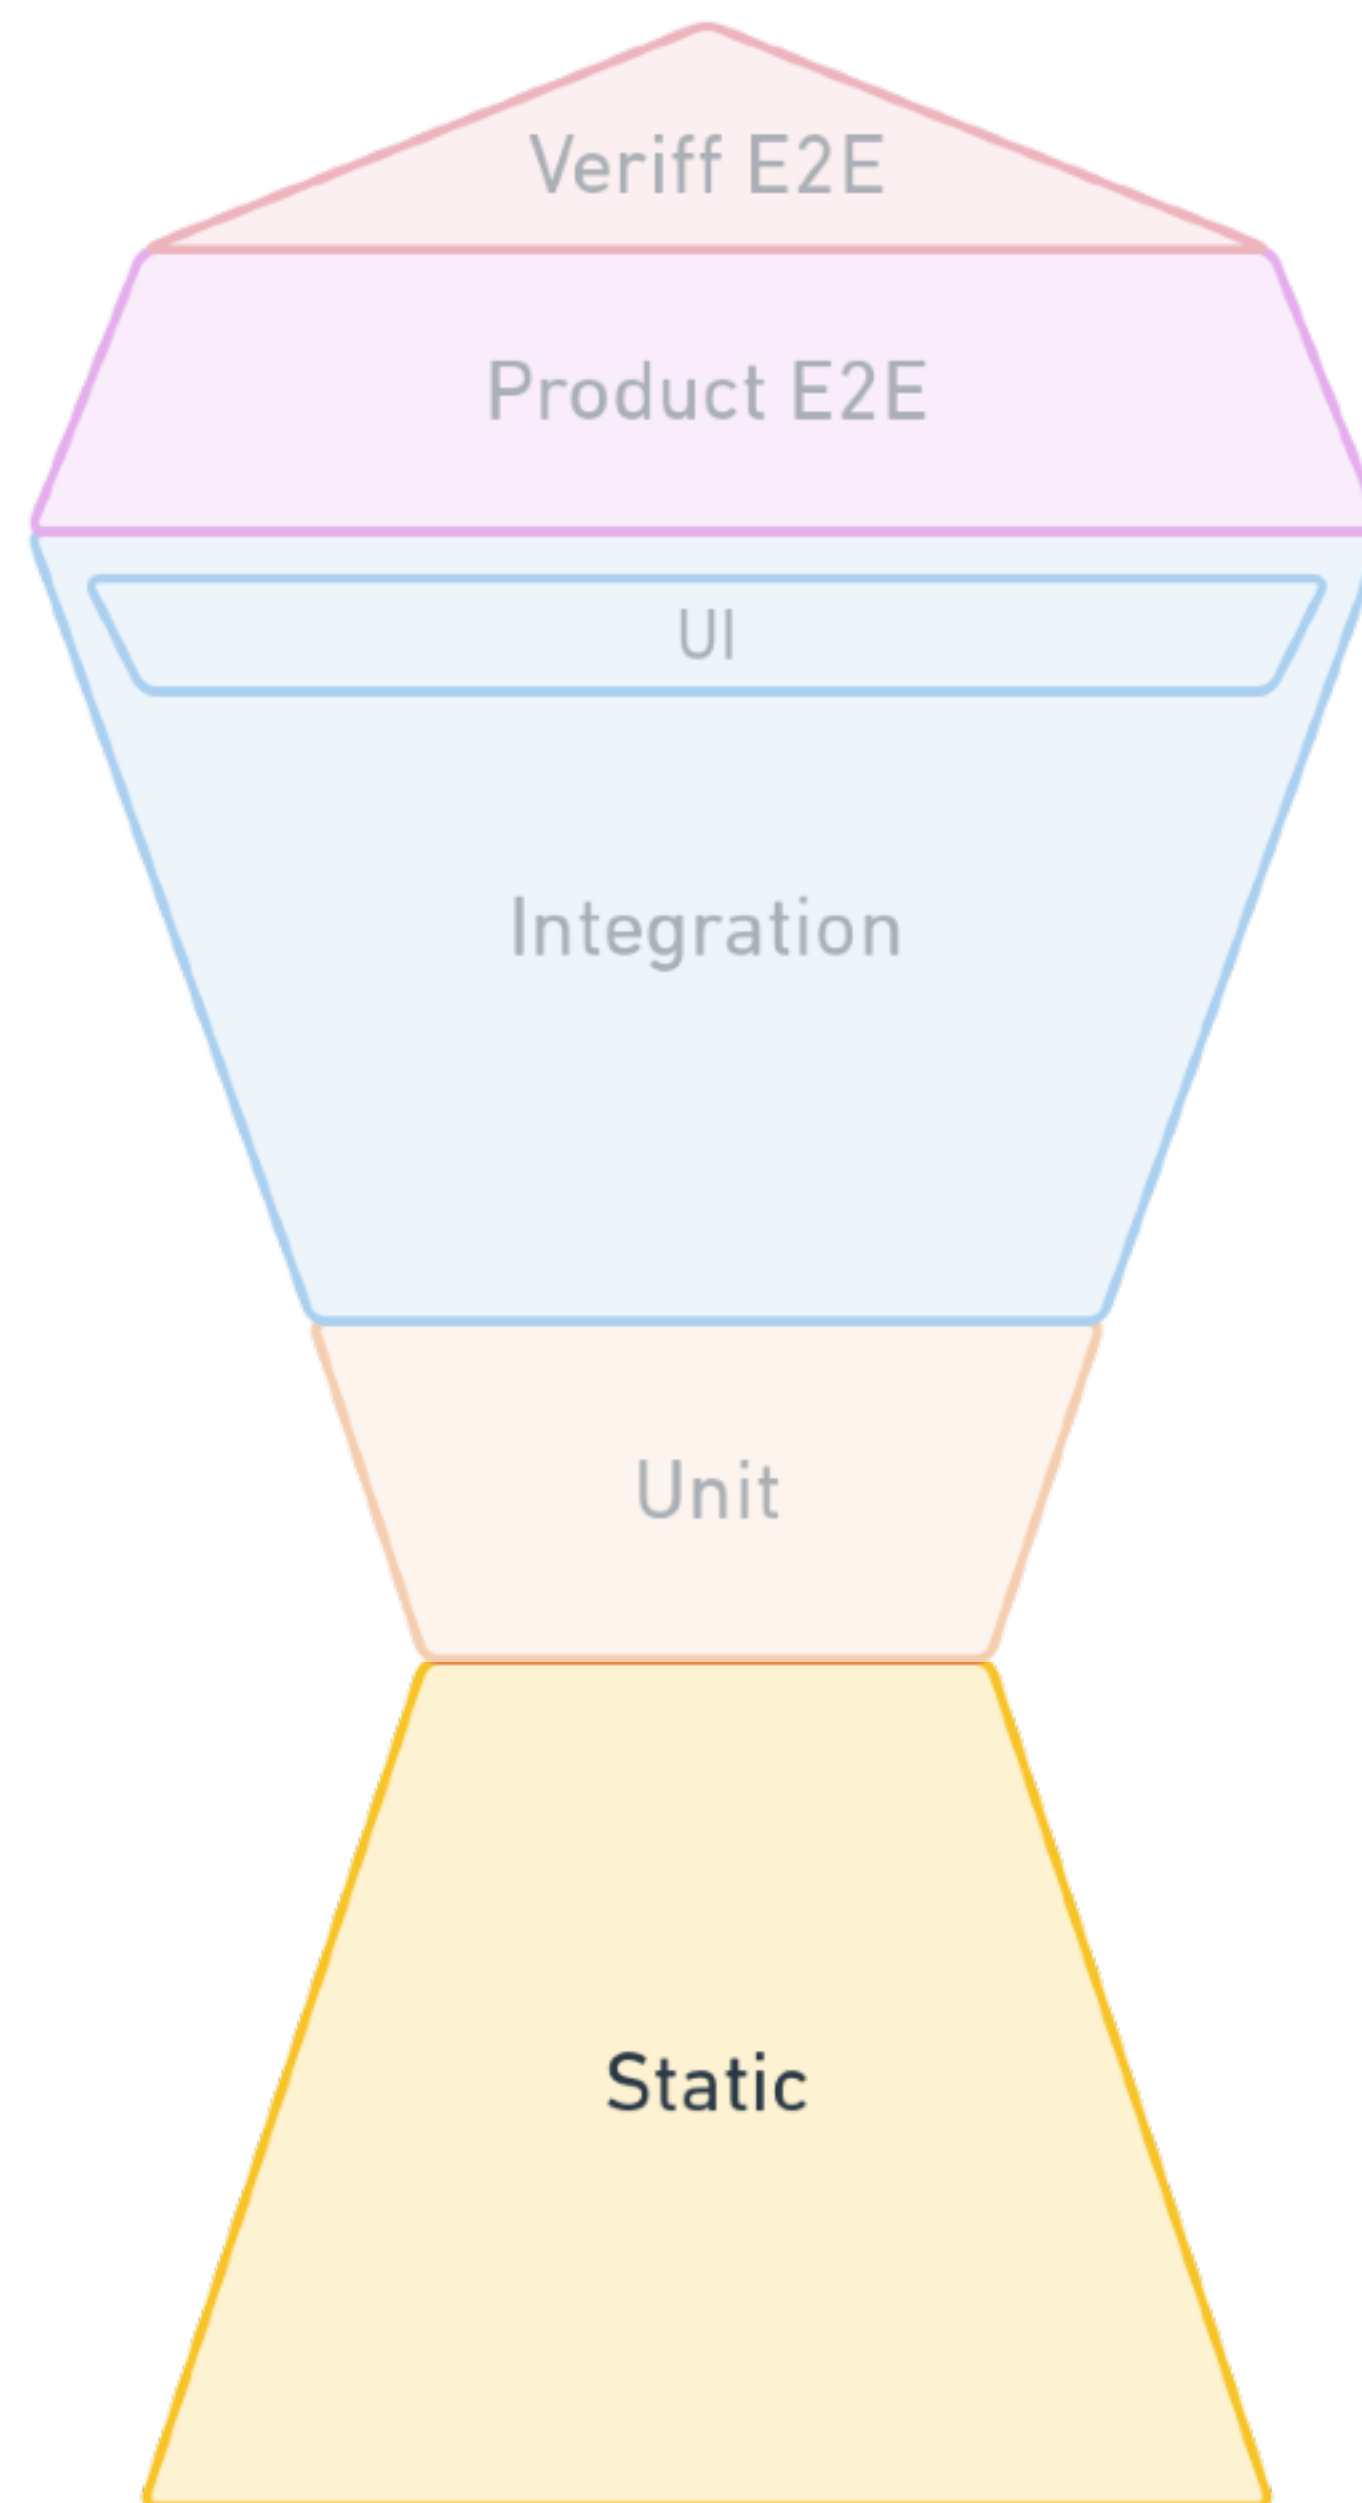 Veriff E2E
Product E2E
UI
Integration
Unit
Static